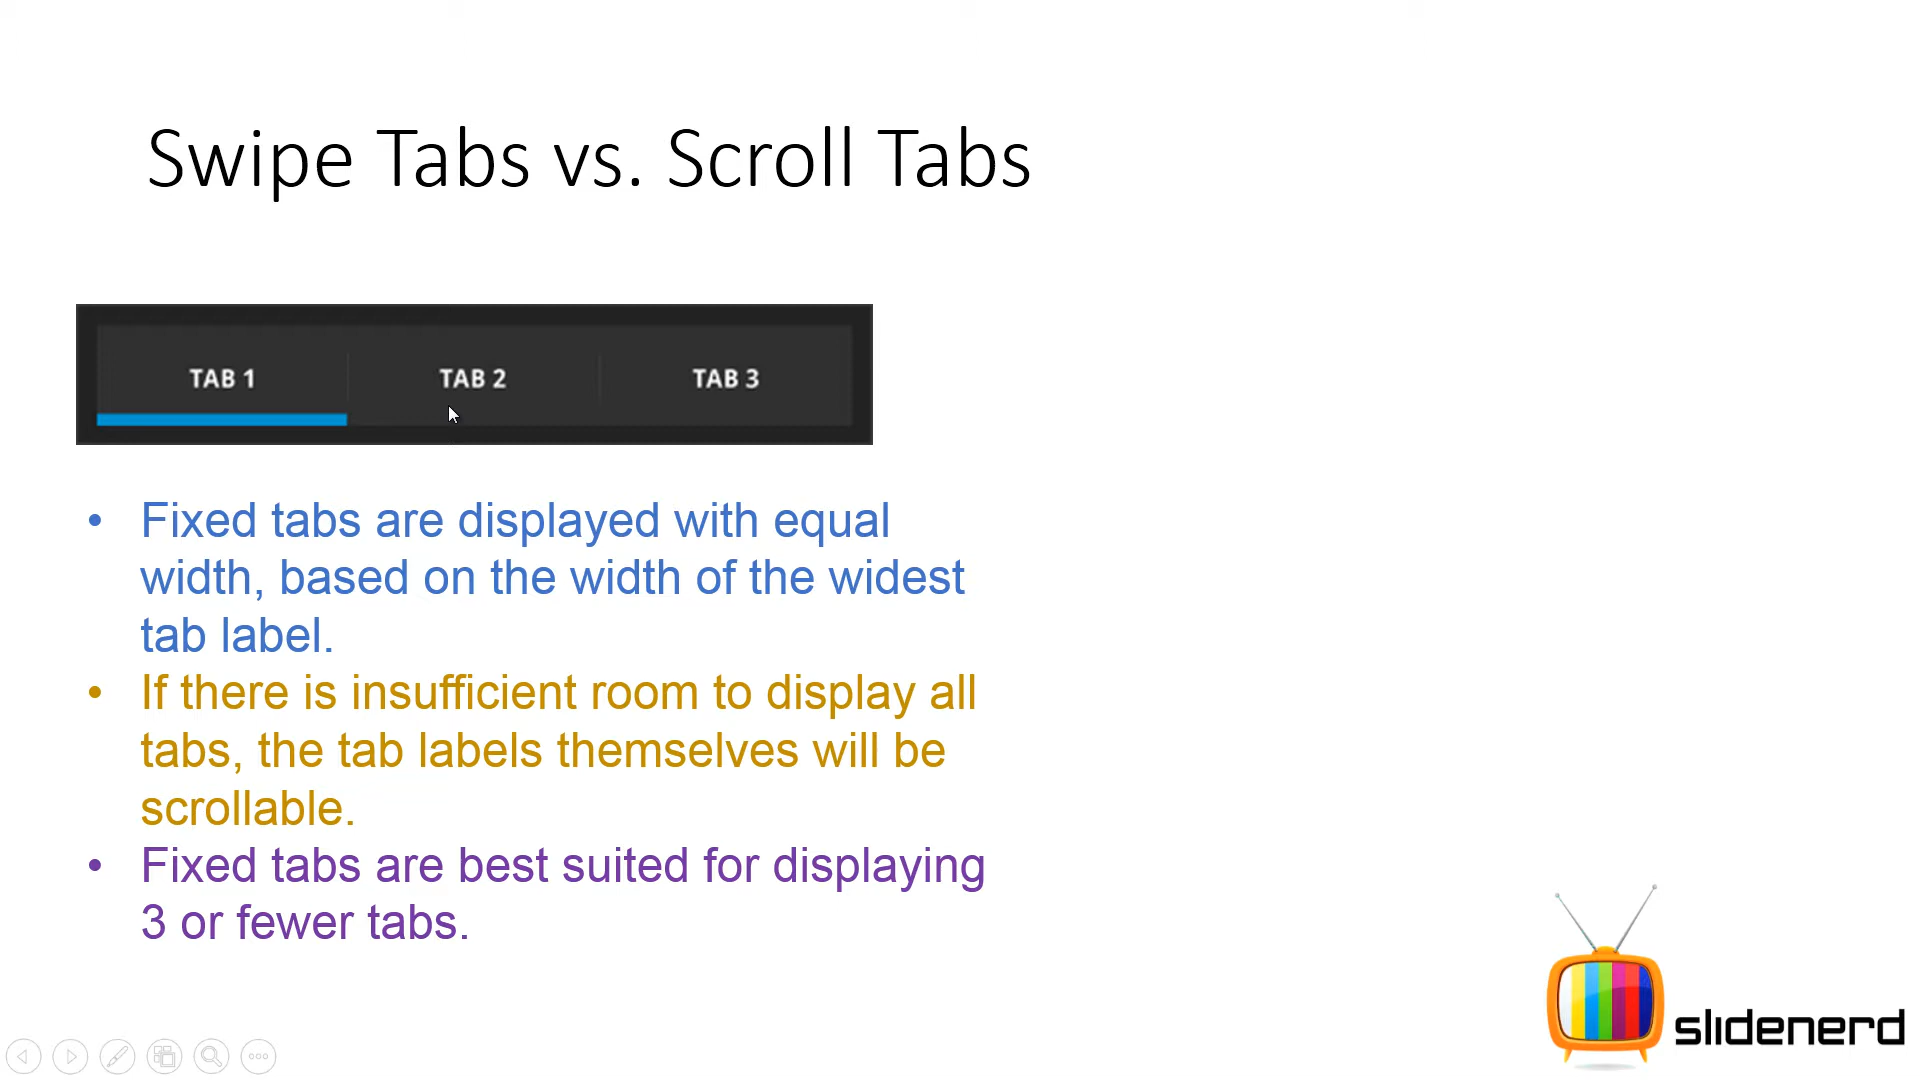 Swipe Tabs vs. Scroll Tabs
TAB 1 TAB 2 TAB 3
• Fixed tabs are displayed with equal
width, based on the width of the widest
tab label.
• If there is insufficient room to display all
tabs, the tab labels themselves will be
scrollable.
• Fixed tabs are best suited for displaying
3 or fewer tabs.
slidenerd